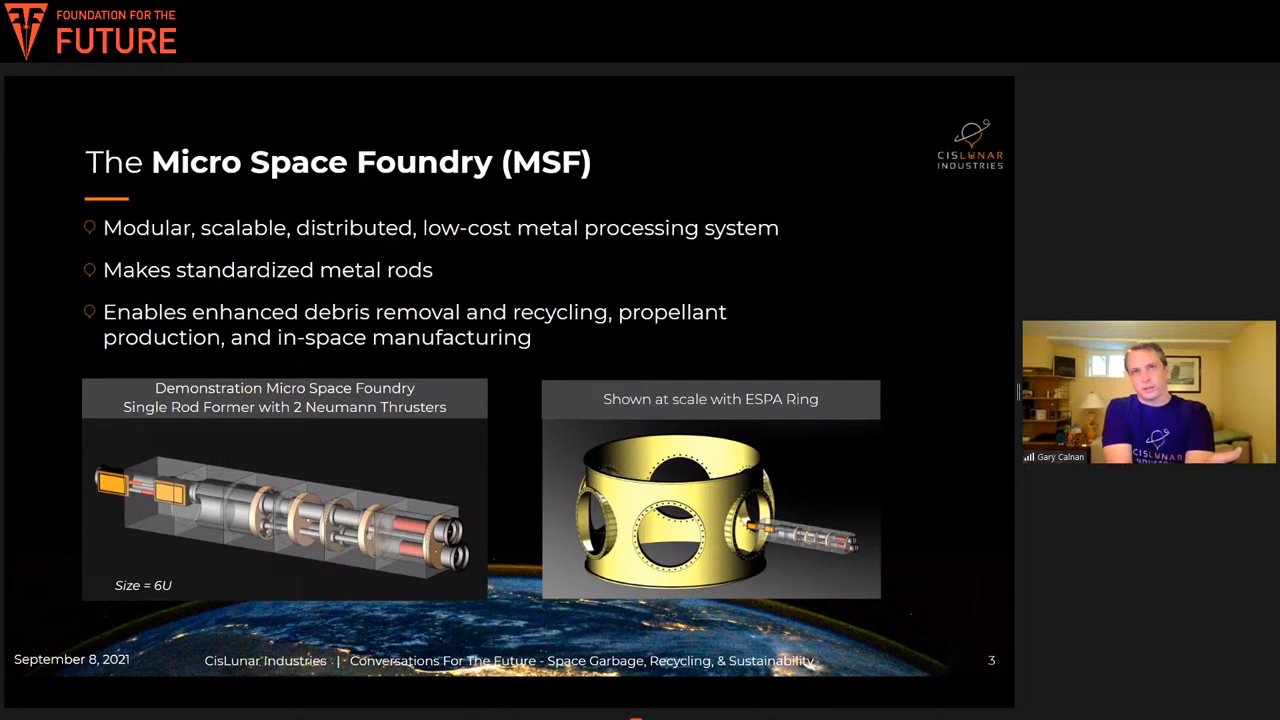 FOUNDATION FOR THE
FUTURE
CISLUNAR
INDUSTRIES
The Micro Space Foundry (MSF)
Modular, scalable, distributed, low-cost metal processing system
Makes standardized metal rods
Enables enhanced debris removal and recycling, propellant
production, and in-space manufacturing
Demonstration Micro Space Foundry
Single Rod Former with 2 Neumann Thrusters
Size = 6U
Shown at scale with ESPA Ring
CISLUNAR
INDUSTRIES
Gary Calnan
September 8, 2021
CisLunar Industries | Conversations For The Future - Space Garbage, Recycling, & Sustainability
3